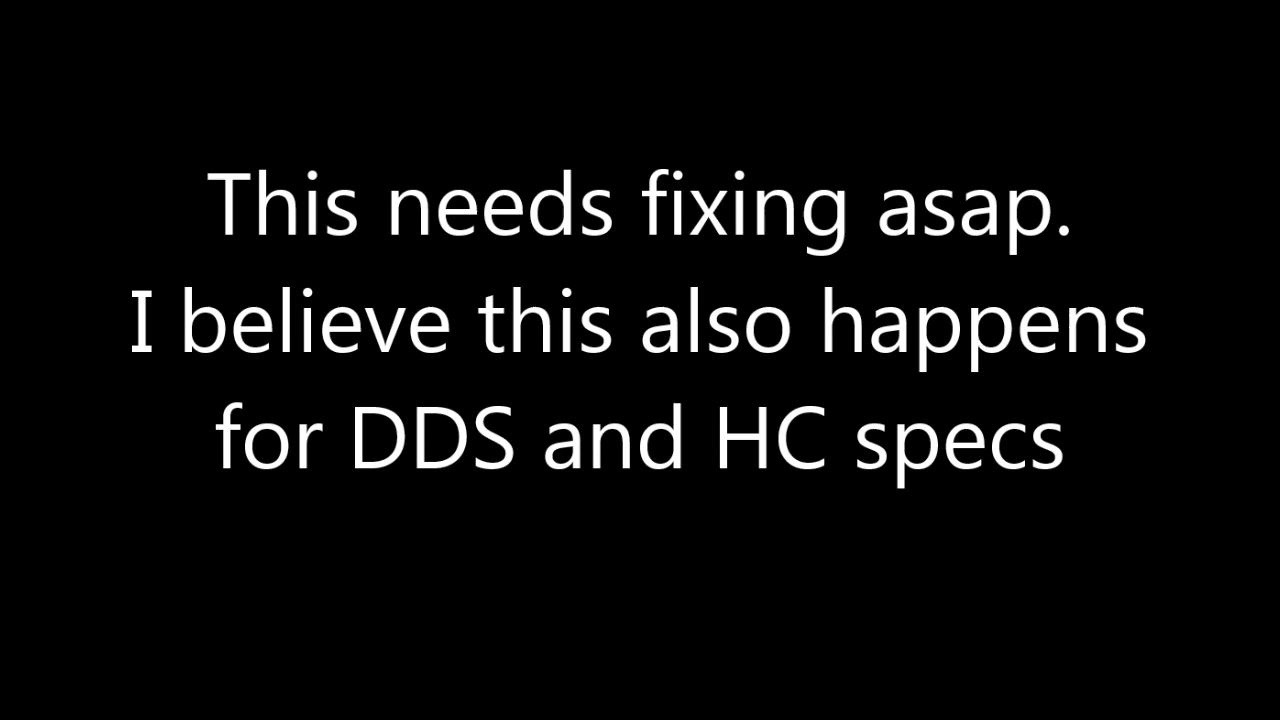 This needs fixing asap.
I believe this also happens
for DDS and HC specs